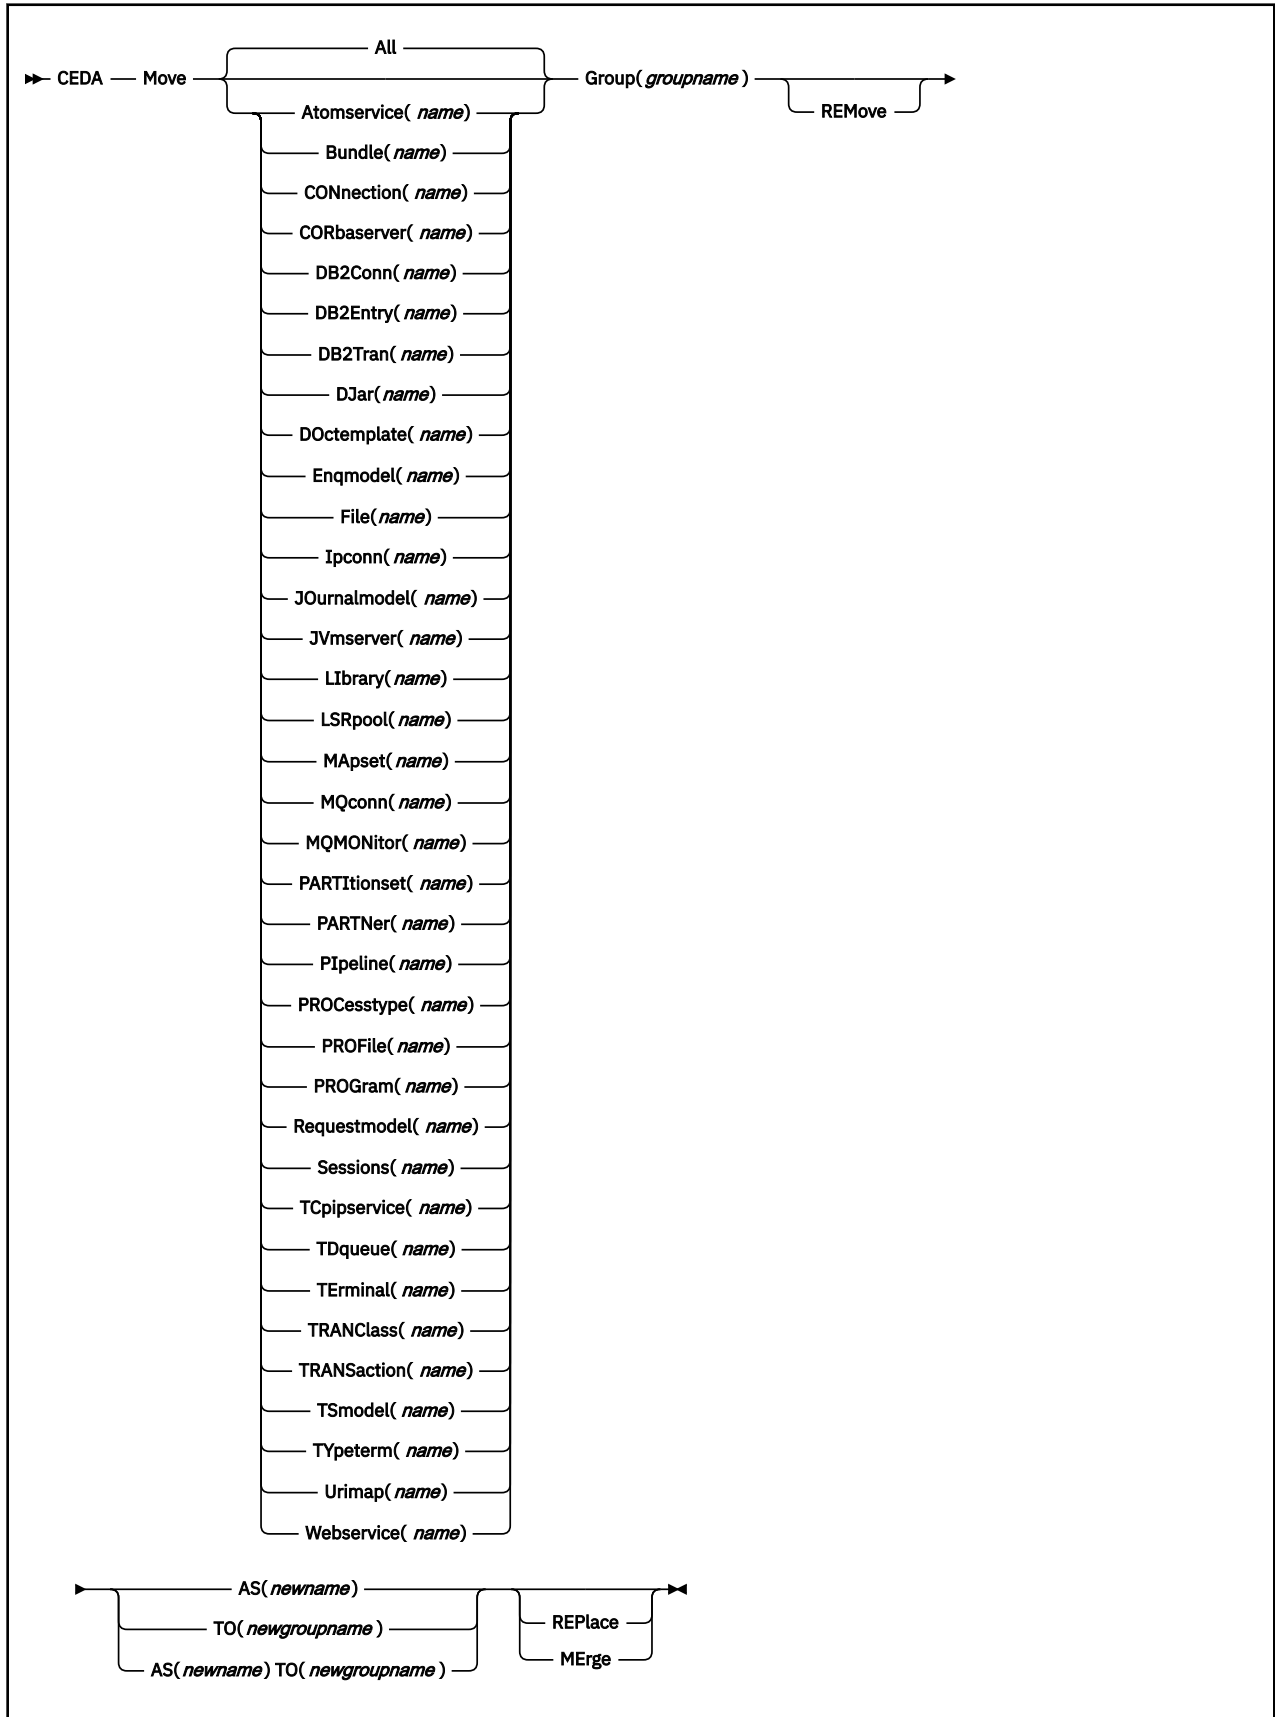 All
CEDA Move Group(groupname)
REMove
Atomservice( name)
Bundle(name)
CONnection( name)
CORbaserver( name)
DB2Conn(name)
DB2Entry( name)
DB2Tran( name)
DJar(name)
DOctemplate( name)
Enqmodel( name)
File(name)
Ipconn( name)
JOurnalmodel( name)
JVmserver( name)
LIbrary(name)
LSRpool( name)
MApset(name)
MQconn( name)
MQMONitor( name)
PARTItionset( name)
PARTNer( name)
PIpeline(name)
PROCesstype( name)
PROFile(name)
PROGram( name)
Requestmodel( name)
Sessions( name)
TCpipservice( name)
TDqueue( name)
TErminal( name)
TRANClass( name)
TRANSaction( name)
TSmodel( name)
TYpeterm( name)
Urimap(name)
Webservice( name)
AS(newname)
TO(newgroupname )
AS(newname) TO(newgroupname )
REPlace
MErge